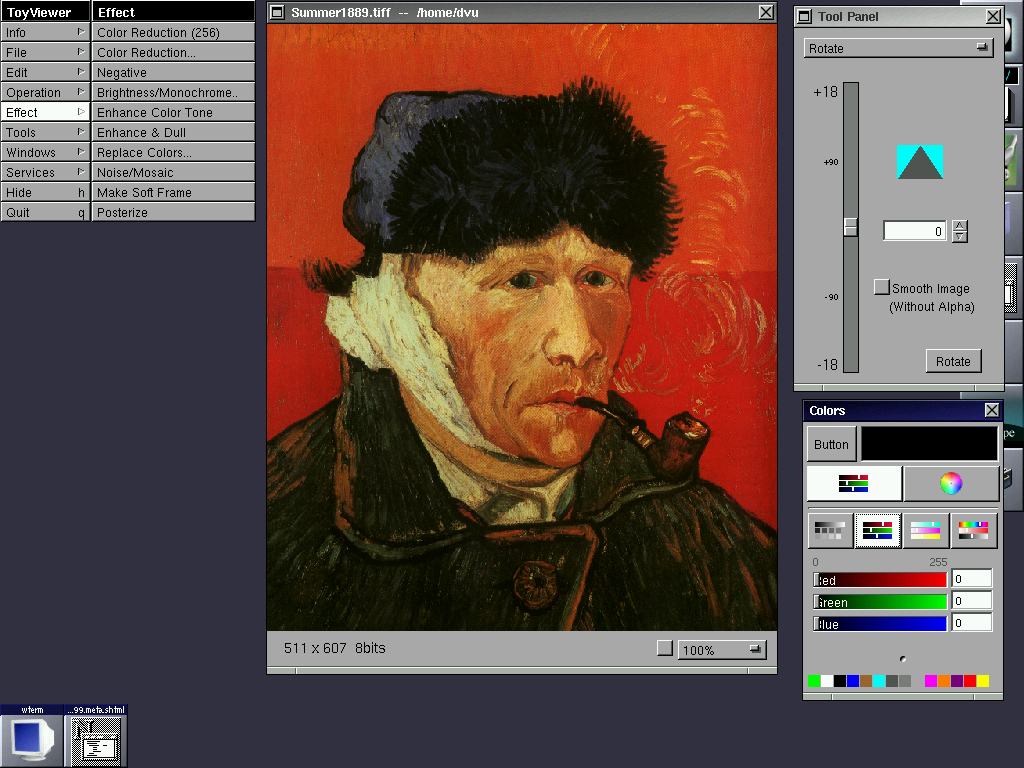 ToyViewer
Info
File
Edit
Operation
Effect
Tools
Windows
Services
Hide h
Quit q
Effect
Color Reduction (256)
Color Reduction...
Negative
Brightness/Monochrome..
Enhance Color Tone
Enhance & Dull
Replace Colors...
Noise/Mosaic
Make Soft Frame
Posterize
Summer1889.tiff -- /home/dvu
511 x 607 8bits
100%
Tool Panel
Rotate
+18
+90
-90
-18
0
Smooth Image
(Without Alpha)
Rotate
Colors
Button
0 255
Red 0
Green 0
Blue 0
wterm
...99.meta.shtml